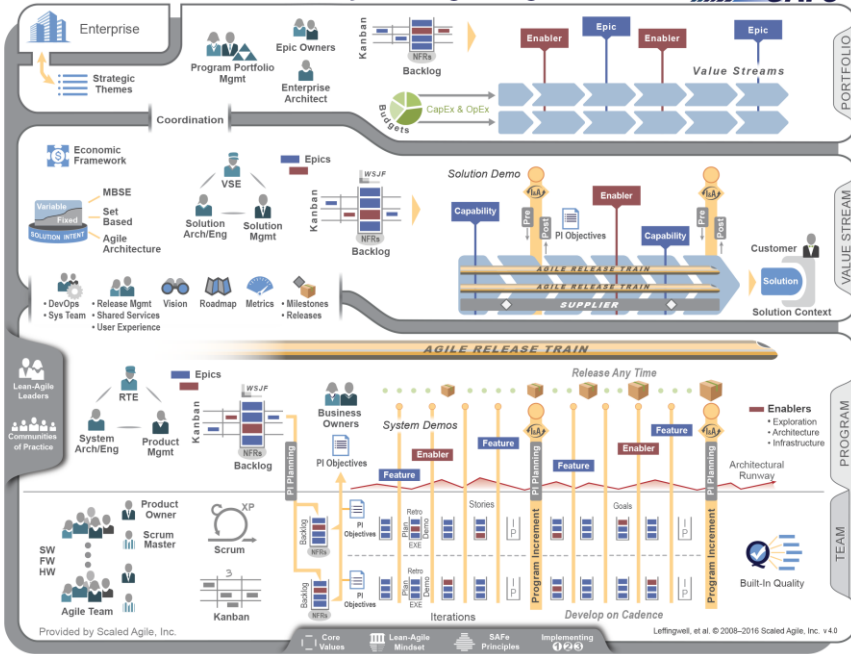 Enterprise
Strategic
Themes
Program Portfolio
Mgmt
Epic Owners
Enterprise
Architect
Kanban
NFRs
Backlog
Enabler
Epic
Enabler
Epic
Value Streams
Budgets
CapEx & OpEx
PORTFOLIO
Coordination
Economic
Framework
Variable
Fixed
SOLUTION INTENT
MBSE
Set
Based
Agile
Architecture
VSE
Solution
Arch/Eng
Solution
Mgmt
Epics
Kanban
WSJF
NFRs
Backlog
Solution Demo
Capability
I&A
Pre
Post
PI Objectives
Enabler
Capability
I&A
Pre
Post
AGILE RELEASE TRAIN
AGILE RELEASE TRAIN
SUPPLIER
Customer
Solution
Solution Context
VALUE STREAM
• DevOps
• Sys Team
• Release Mgmt
• Shared Services
• User Experience
Vision
Roadmap
Metrics
• Milestones
• Releases
Lean-Agile
Leaders
Communities
of Practice
AGILE RELEASE TRAIN
Release Any Time
RTE
System
Arch/Eng
Product
Mgmt
Epics
Kanban
WSJF
NFRs
Backlog
PI Planning
Business
Owners
PI Objectives
System Demos
Feature
Enabler
Feature
I&A
PI Planning
Feature
Enabler
Feature
I&A
PI Planning
Enablers
• Exploration
• Architecture
• Infrastructure
Architectural
Runway
PROGRAM
SW
FW
HW
Agile Team
Product
Owner
Scrum
Master
XP
Scrum
3
Kanban
Backlog
NFRs
PI
Objectives
Plan
Retro
EXE
Demo
Stories
I
P
Program Increment
Goals
I
P
Program Increment
Backlog
NFRs
PI
Objectives
Plan
Retro
EXE
Demo
I
P
I
P
Iterations
Develop on Cadence
Built-In Quality
TEAM
Provided by Scaled Agile, Inc.
Leffingwell, et al. © 2008–2016 Scaled Agile, Inc. v4.0
Core
Values
Lean-Agile
Mindset
SAFe
Principles
Implementing
1 2 3